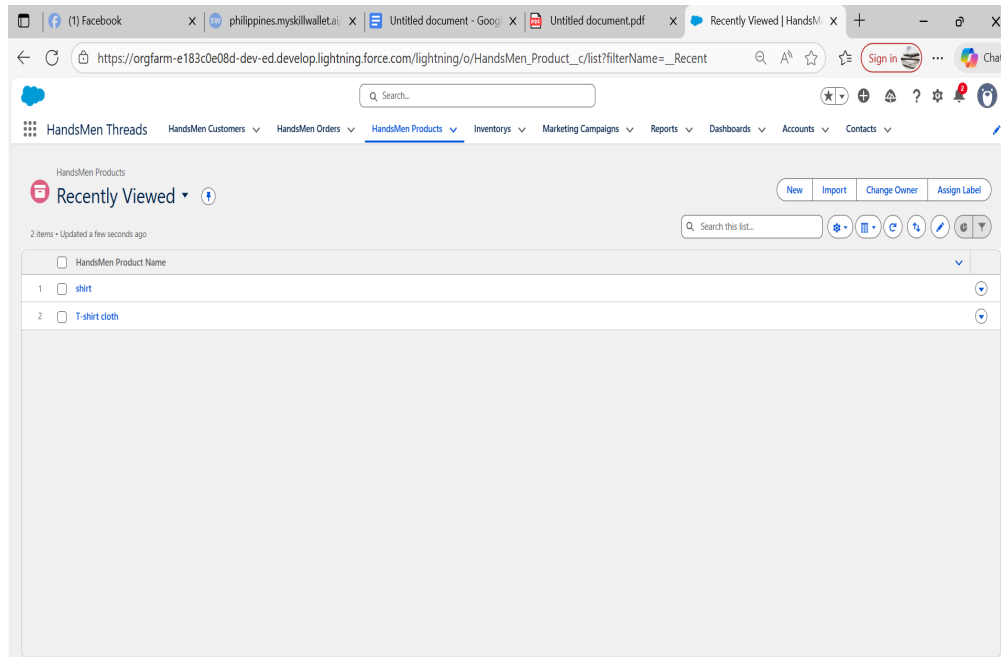 (1) Facebook
philippines.myskillwallet.ai/
Untitled document - Googl
Untitled document.pdf
Recently Viewed | HandsM
https://orgfarm-e183c0e08d-dev-ed.develop.lightning.force.com/lightning/o/HandsMen_Product__c/list?filterName=__Recent
Sign in
Chat
Search...
2
HandsMen Threads
HandsMen Customers
HandsMen Orders
HandsMen Products
Inventorys
Marketing Campaigns
Reports
Dashboards
Accounts
Contacts
HandsMen Products
Recently Viewed
New
Import
Change Owner
Assign Label
2 items • Updated a few seconds ago
Search this list...
HandsMen Product Name
1 shirt
2 T-shirt cloth